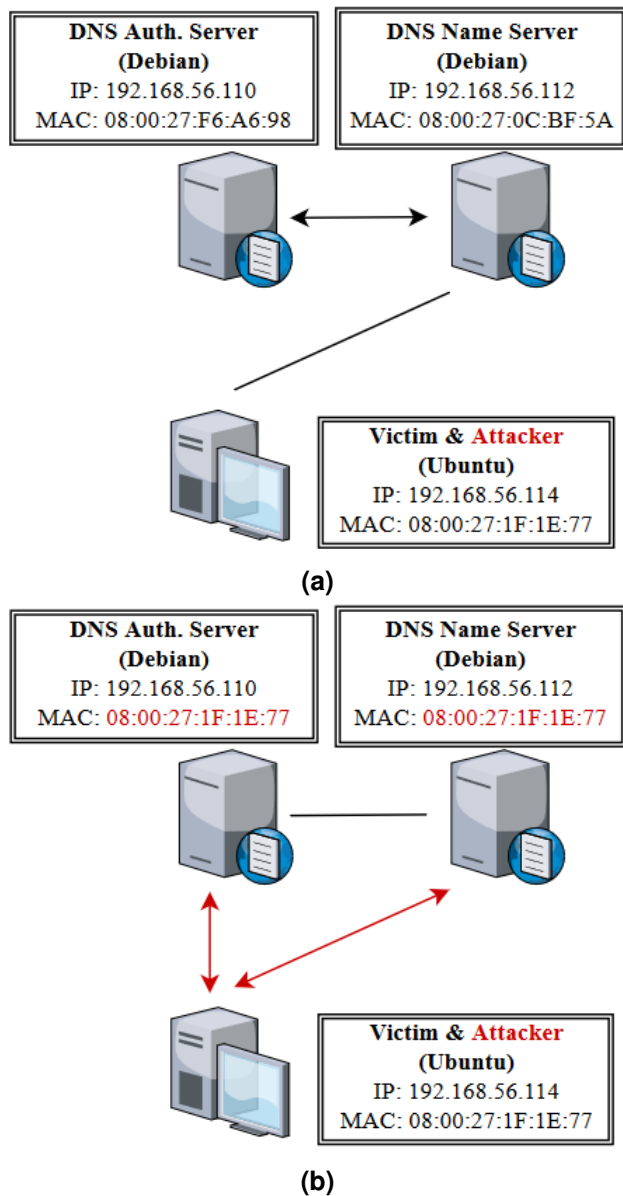 DNS Auth. Server
(Debian)
IP: 192.168.56.110
MAC: 08:00:27:F6:A6:98
DNS Name Server
(Debian)
IP: 192.168.56.112
MAC: 08:00:27:0C:BF:5A
Victim & Attacker
(Ubuntu)
IP: 192.168.56.114
MAC: 08:00:27:1F:1E:77
(a)
DNS Auth. Server
(Debian)
IP: 192.168.56.110
MAC: 08:00:27:1F:1E:77
DNS Name Server
(Debian)
IP: 192.168.56.112
MAC: 08:00:27:1F:1E:77
Victim & Attacker
(Ubuntu)
IP: 192.168.56.114
MAC: 08:00:27:1F:1E:77
(b)